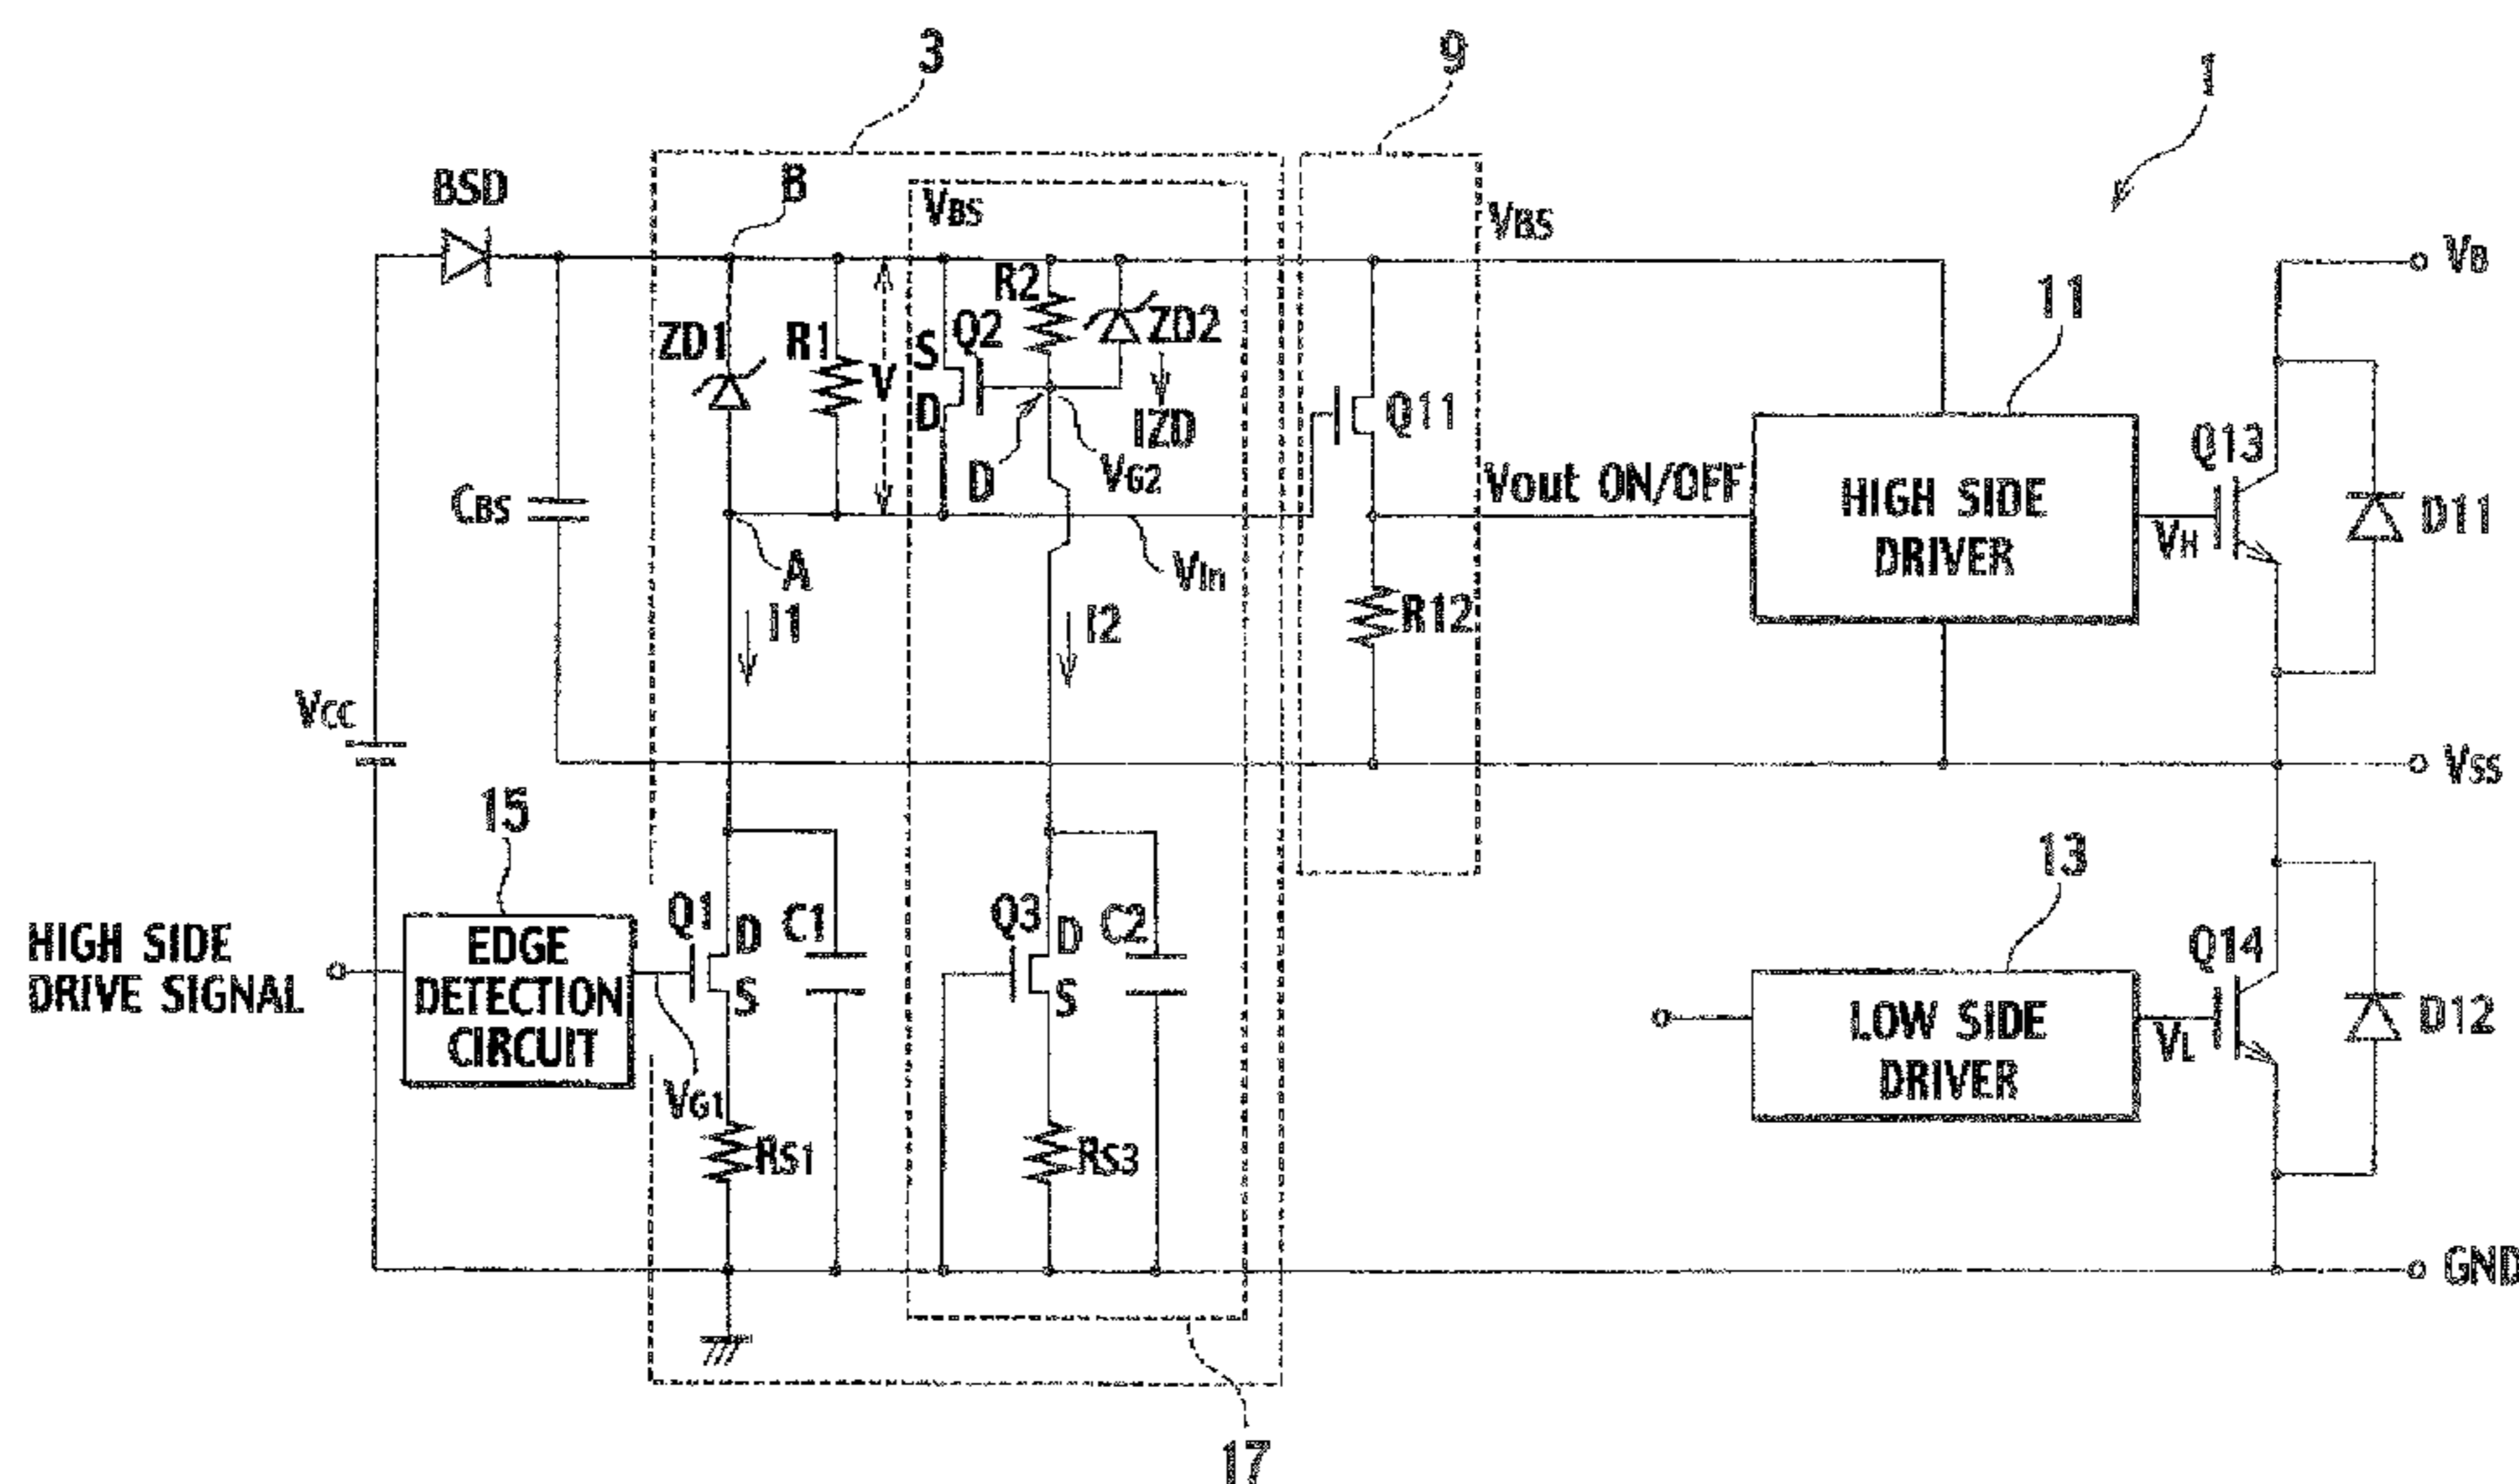 3
9
1
BSD
B
VBS
VBS
VB
11
ZD1
R1
V
S
D
Q2
R2
ZD2
IZD
Q11
D
VG2
Vout ON/OFF
HIGH SIDE
DRIVER
Q13
VH
D11
CBS
A
Vin
I1
I2
R12
VCC
VSS
15
13
HIGH SIDE
DRIVE SIGNAL
EDGE
DETECTION
CIRCUIT
Q1
D
S
C1
Q3
D
S
C2
VG1
RS1
RS3
LOW SIDE
DRIVER
Q14
VL
D12
GND
17